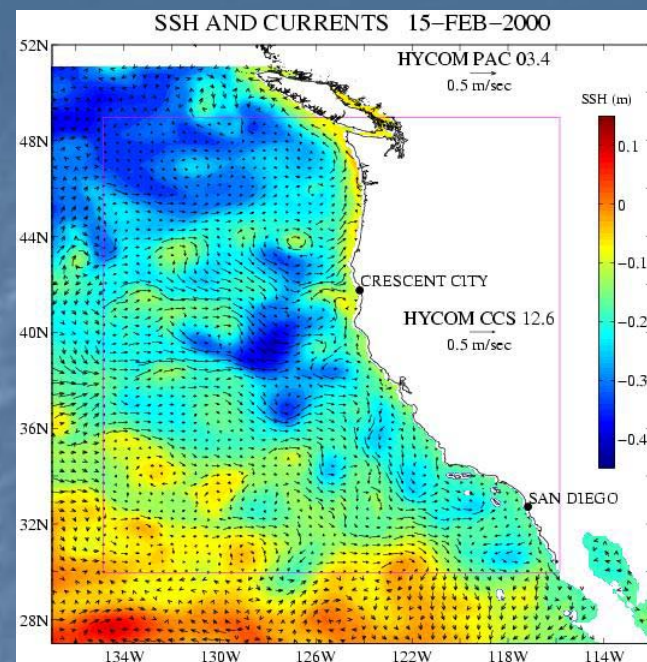 SSH AND CURRENTS 15-FEB-2000
52N
48N
44N
40N
36N
32N
28N
HYCOM PAC 03.4
0.5 m/sec
SSH (m)
0.1
0
-0.1
-0.2
-0.3
-0.4
CRESCENT CITY
HYCOM CCS 12.6
0.5 m/sec
SAN DIEGO
134W 130W 126W 122W 118W 114W